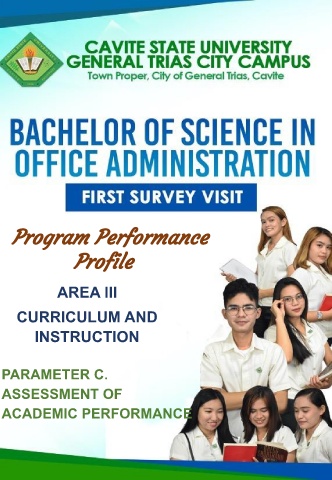 CAVITE STATE UNIVERSITY
GENERAL TRIAS CITY CAMPUS
Town Proper, City of General Trias, Cavite
BACHELOR OF SCIENCE IN
OFFICE ADMINISTRATION
FIRST SURVEY VISIT
Program Performance
Profile
AREA III
CURRICULUM AND
INSTRUCTION
PARAMETER C.
ASSESSMENT OF
ACADEMIC PERFORMANCE